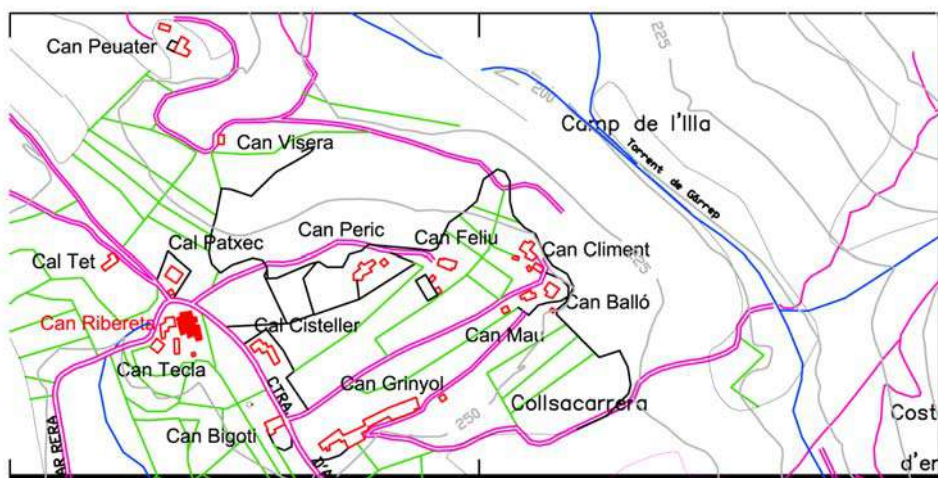 Can Peuater
225
200
Camp de l'Illa
Can Visera
Torrent de Gàrrep
Can Peric
Can Feliu
Cal Patxec
Can Climent
Cal Tet
225
Can Balló
Can Ribereta
Cal Cisteller
Can Mau
Can Tecla
CTRA.
Can Grinyol
Collsacarrera
250
Cost
Can Bigoti
D'A
d'er